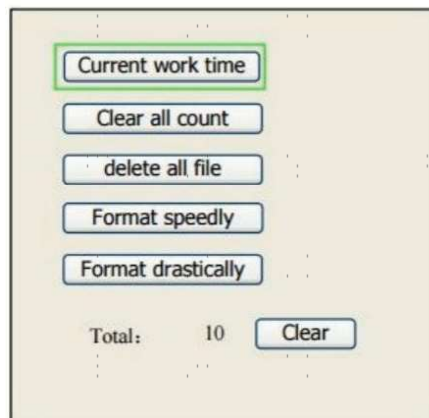 Current work time
Clear all count
delete all file
Format speedly
Format drastically
Total： 10 Clear